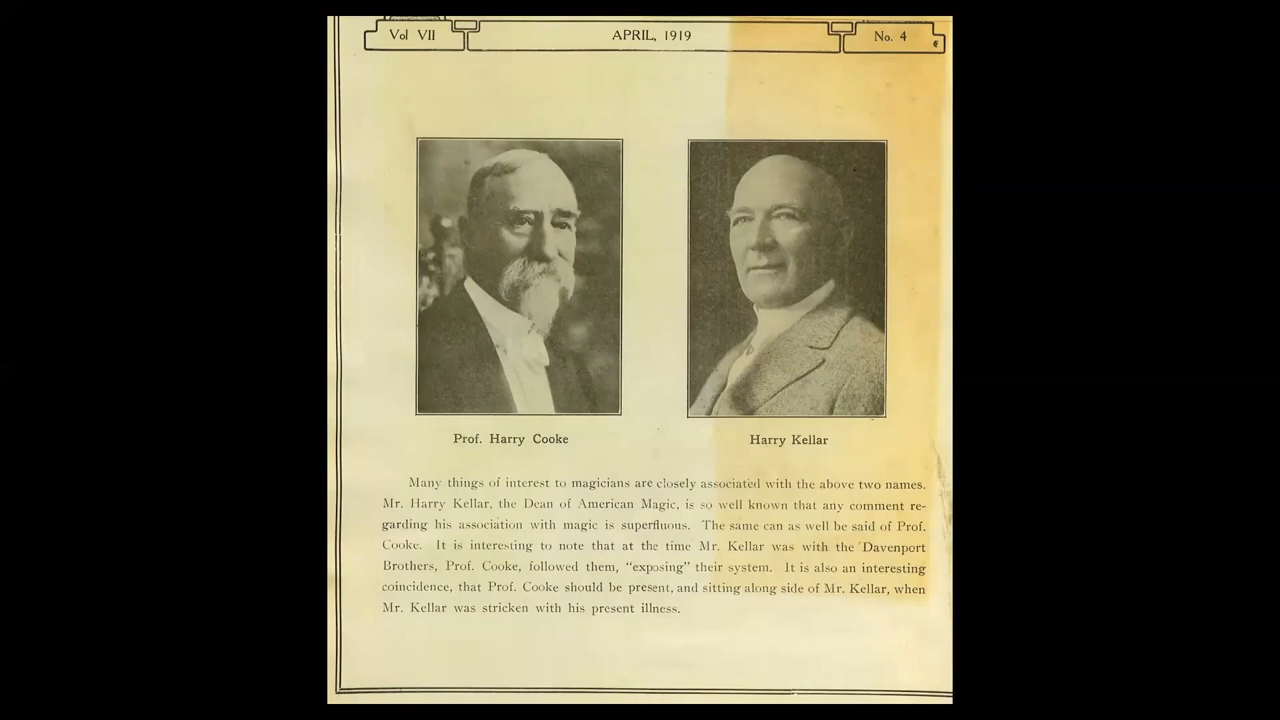 Vol VII
APRIL, 1919
No. 4
Prof. Harry Cooke
Harry Kellar
Many things of interest to magicians are closely associated with the above two names.
Mr. Harry Kellar, the Dean of American Magic, is so well known that any comment re-
garding his association with magic is superfluous. The same can as well be said of Prof.
Cooke. It is interesting to note that at the time Mr. Kellar was with the Davenport
Brothers, Prof. Cooke, followed them, "exposing" their system. It is also an interesting
coincidence, that Prof. Cooke should be present, and sitting along side of Mr. Kellar, when
Mr. Kellar was stricken with his present illness.